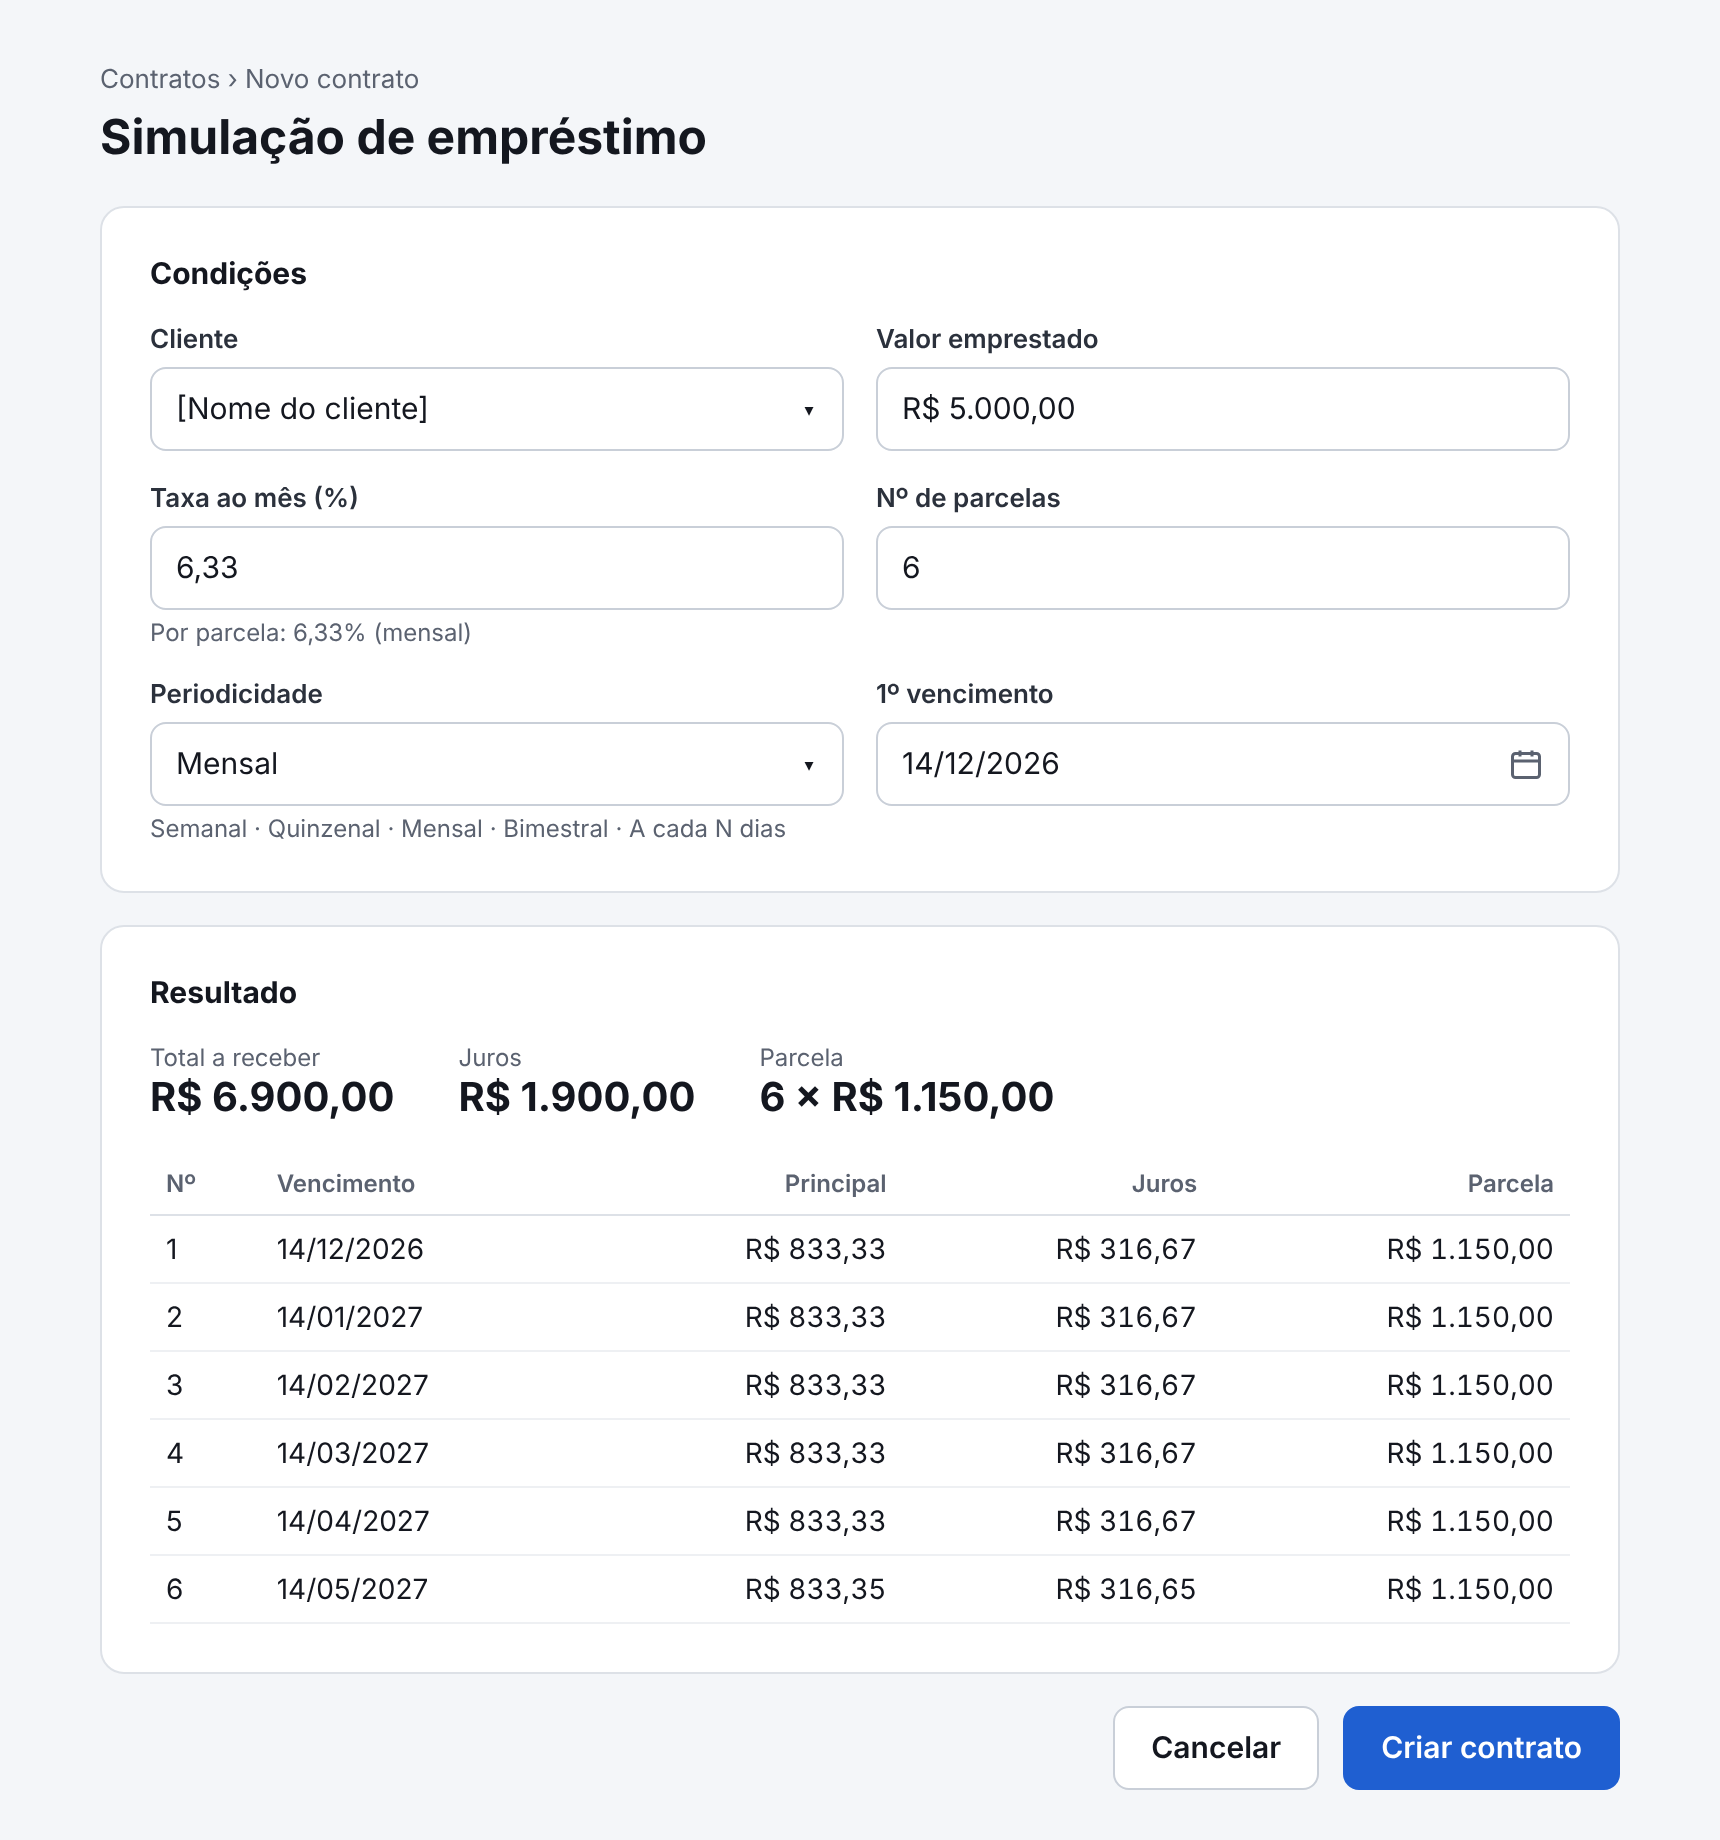 Contratos › Novo contrato
Simulação de empréstimo
Condições
Cliente
[Nome do cliente] ▾
Valor emprestado
R$ 5.000,00
Taxa ao mês (%)
6,33
Por parcela: 6,33% (mensal)
Nº de parcelas
6
Periodicidade
Mensal ▾
Semanal · Quinzenal · Mensal · Bimestral · A cada N dias
1º vencimento
14/12/2026
Resultado
Total a receber
R$ 6.900,00
Juros
R$ 1.900,00
Parcela
6 × R$ 1.150,00
Nº Vencimento Principal Juros Parcela
1 14/12/2026 R$ 833,33 R$ 316,67 R$ 1.150,00
2 14/01/2027 R$ 833,33 R$ 316,67 R$ 1.150,00
3 14/02/2027 R$ 833,33 R$ 316,67 R$ 1.150,00
4 14/03/2027 R$ 833,33 R$ 316,67 R$ 1.150,00
5 14/04/2027 R$ 833,33 R$ 316,67 R$ 1.150,00
6 14/05/2027 R$ 833,35 R$ 316,65 R$ 1.150,00
Cancelar
Criar contrato